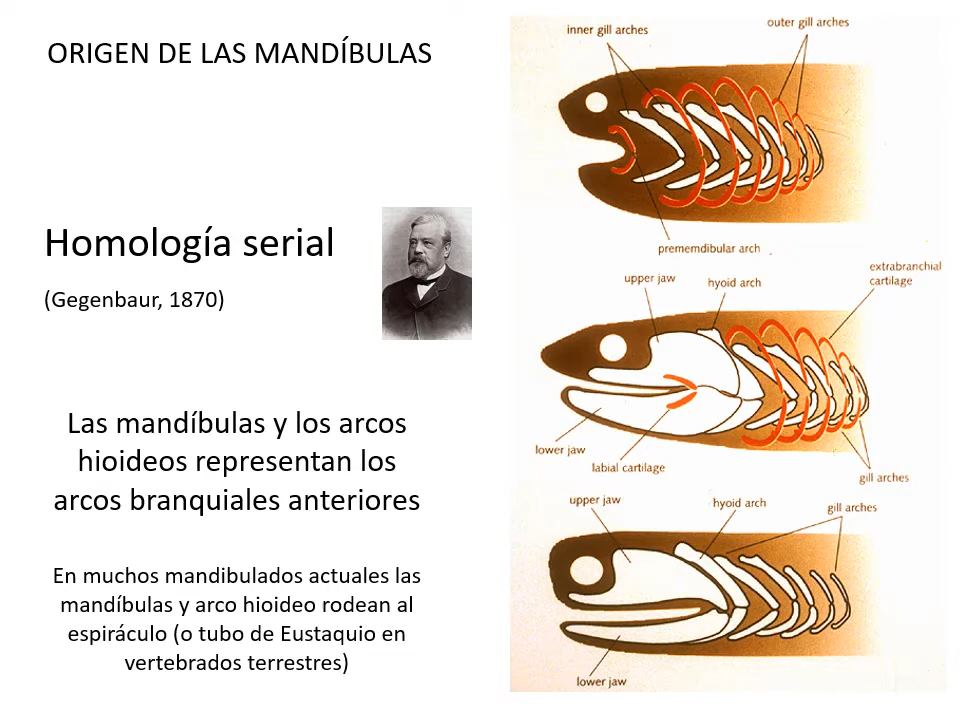 ORIGEN DE LAS MANDÍBULAS
Homología serial
(Gegenbaur, 1870)
Las mandíbulas y los arcos
hioideos representan los
arcos branquiales anteriores
En muchos mandibulados actuales las
mandíbulas y arco hioideo rodean al
espiráculo (o tubo de Eustaquio en
vertebrados terrestres)
inner gill arches
outer gill arches
prememdibular arch
upper jaw
hyoid arch
extrabranchial
cartilage
lower jaw
labial cartilage
gill arches
upper jaw
hyoid arch
gill arches
lower jaw